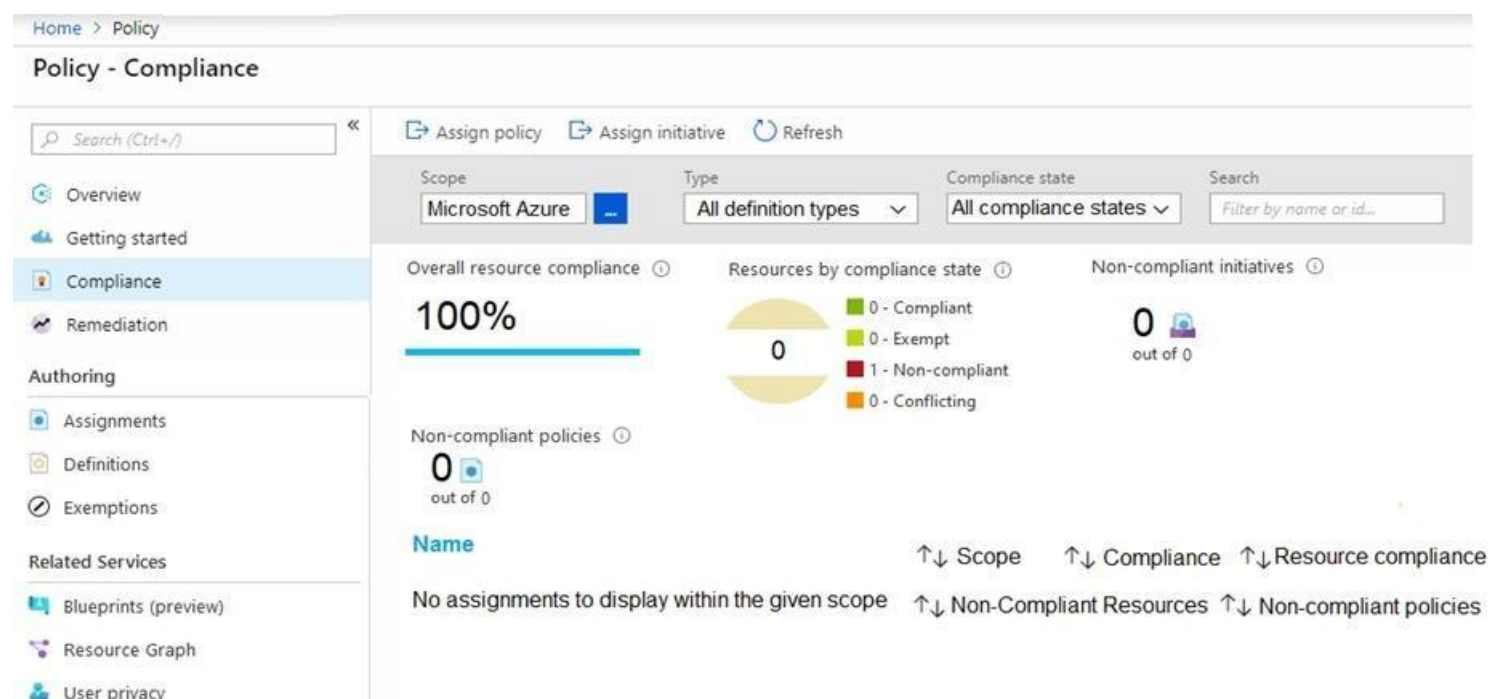 Home > Policy
Policy - Compliance
Search (Ctrl+/)
«
Overview
Getting started
Compliance
Remediation
Authoring
Assignments
Definitions
Exemptions
Related Services
Blueprints (preview)
Resource Graph
User privacy
Assign policy Assign initiative Refresh
Scope Type Compliance state Search
Microsoft Azure ... All definition types All compliance states Filter by name or id...
Overall resource compliance
100%
Resources by compliance state
0
0 - Compliant
0 - Exempt
1 - Non-compliant
0 - Conflicting
Non-compliant initiatives
0
out of 0
Non-compliant policies
0
out of 0
Name ↑↓ Scope ↑↓ Compliance ↑↓ Resource compliance
No assignments to display within the given scope ↑↓ Non-Compliant Resources ↑↓ Non-compliant policies